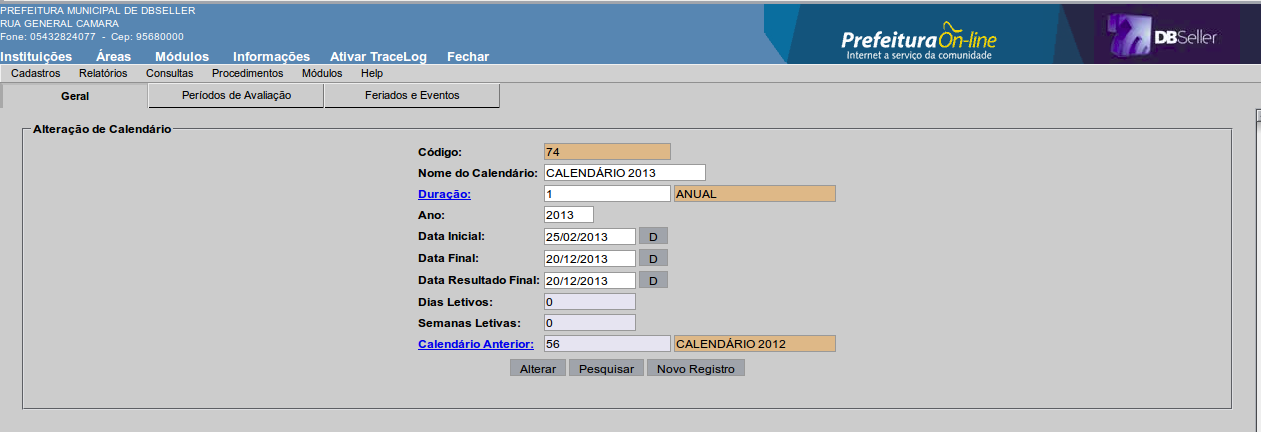 PREFEITURA MUNICIPAL DE DBSELLER
RUA GENERAL CAMARA
Fone: 05432824077 - Cep: 95680000
Prefeitura On-line
Internet a serviço da comunidade
DBSeller
Instituições Áreas Módulos Informações Ativar TraceLog Fechar
Cadastros Relatórios Consultas Procedimentos Módulos Help
Geral Períodos de Avaliação Feriados e Eventos
Alteração de Calendário
Código: 74
Nome do Calendário: CALENDÁRIO 2013
Duração: 1 ANUAL
Ano: 2013
Data Inicial: 25/02/2013 D
Data Final: 20/12/2013 D
Data Resultado Final: 20/12/2013 D
Dias Letivos: 0
Semanas Letivas: 0
Calendário Anterior: 56 CALENDÁRIO 2012
Alterar Pesquisar Novo Registro